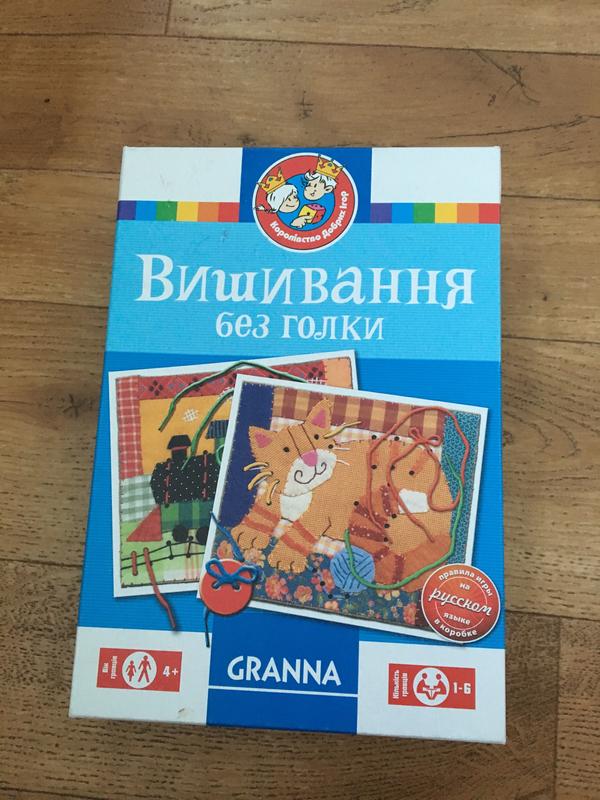 Королівство Добрих Ігор
Вишивання
без голки
правила игры
на
русском
языке
в коробке
Вік
гравців
4+
GRANNA
Кількість
гравців
1-6